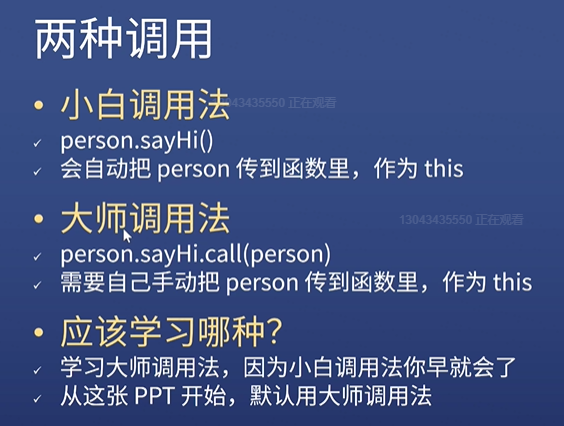 两种调用
• 小白调用法
13043435550 正在观看
✓ person.sayHi()
✓ 会自动把 person 传到函数里，作为 this
• 大师调用法
13043435550 正在观看
✓ person.sayHi.call(person)
✓ 需要自己手动把 person 传到函数里，作为 this
• 应该学习哪种？
✓ 学习大师调用法，因为小白调用法你早就会了
✓ 从这张 PPT 开始，默认用大师调用法